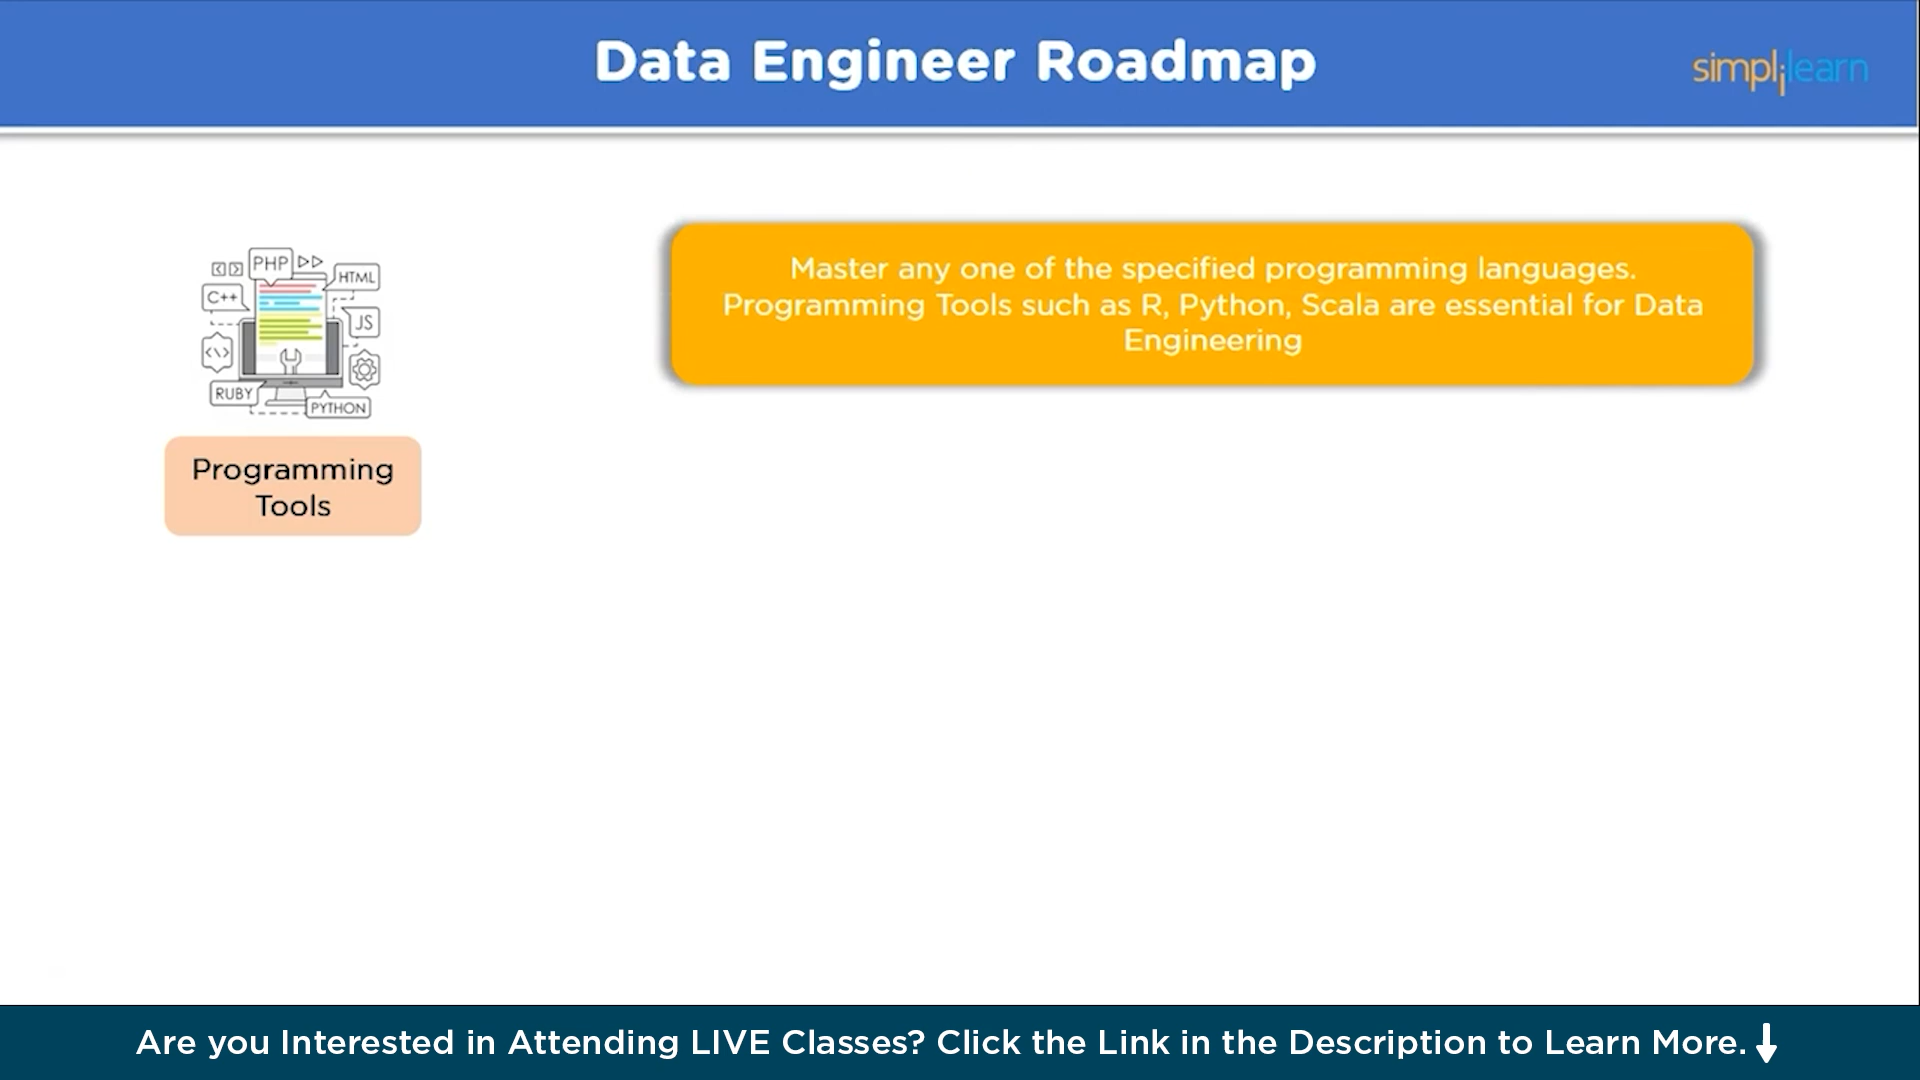 Data Engineer Roadmap
simplilearn
PHP
HTML
C++
JS
RUBY
PYTHON
Programming
Tools
Master any one of the specified programming languages.
Programming Tools such as R, Python, Scala are essential for Data
Engineering
Are you Interested in Attending LIVE Classes? Click the Link in the Description to Learn More.